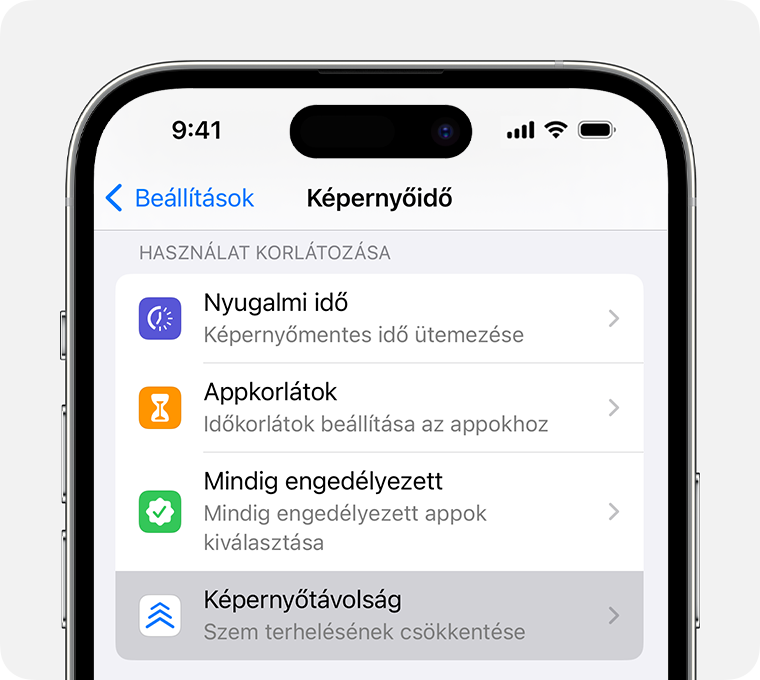 9:41
Beállítások
Képernyőidő
HASZNÁLAT KORLÁTOZÁSA
Nyugalmi idő
Képernyőmentes idő ütemezése
Appkorlátok
Időkorlátok beállítása az appokhoz
Mindig engedélyezett
Mindig engedélyezett appok
kiválasztása
Képernyőtávolság
Szem terhelésének csökkentése